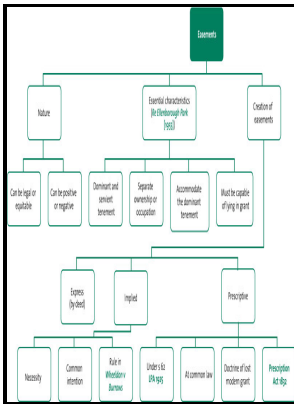 Easements
Nature
Essential characteristics
[Re Ellenborough Park
[1955]]
Creation of
easements
Can be legal or
equitable
Can be positive
or negative
Dominant and
servient
tenement
Separate
ownership or
occupation
Accommodate
the dominant
tenement
Must be capable
of lying in grant
Express
(by deed)
Implied
Prescriptive
Necessity
Common
intention
Rule in
Wheeldon v
Burrows
Under s 62
LPA 1925
At common law
Doctrine of lost
modern grant
Prescription
Act 1832